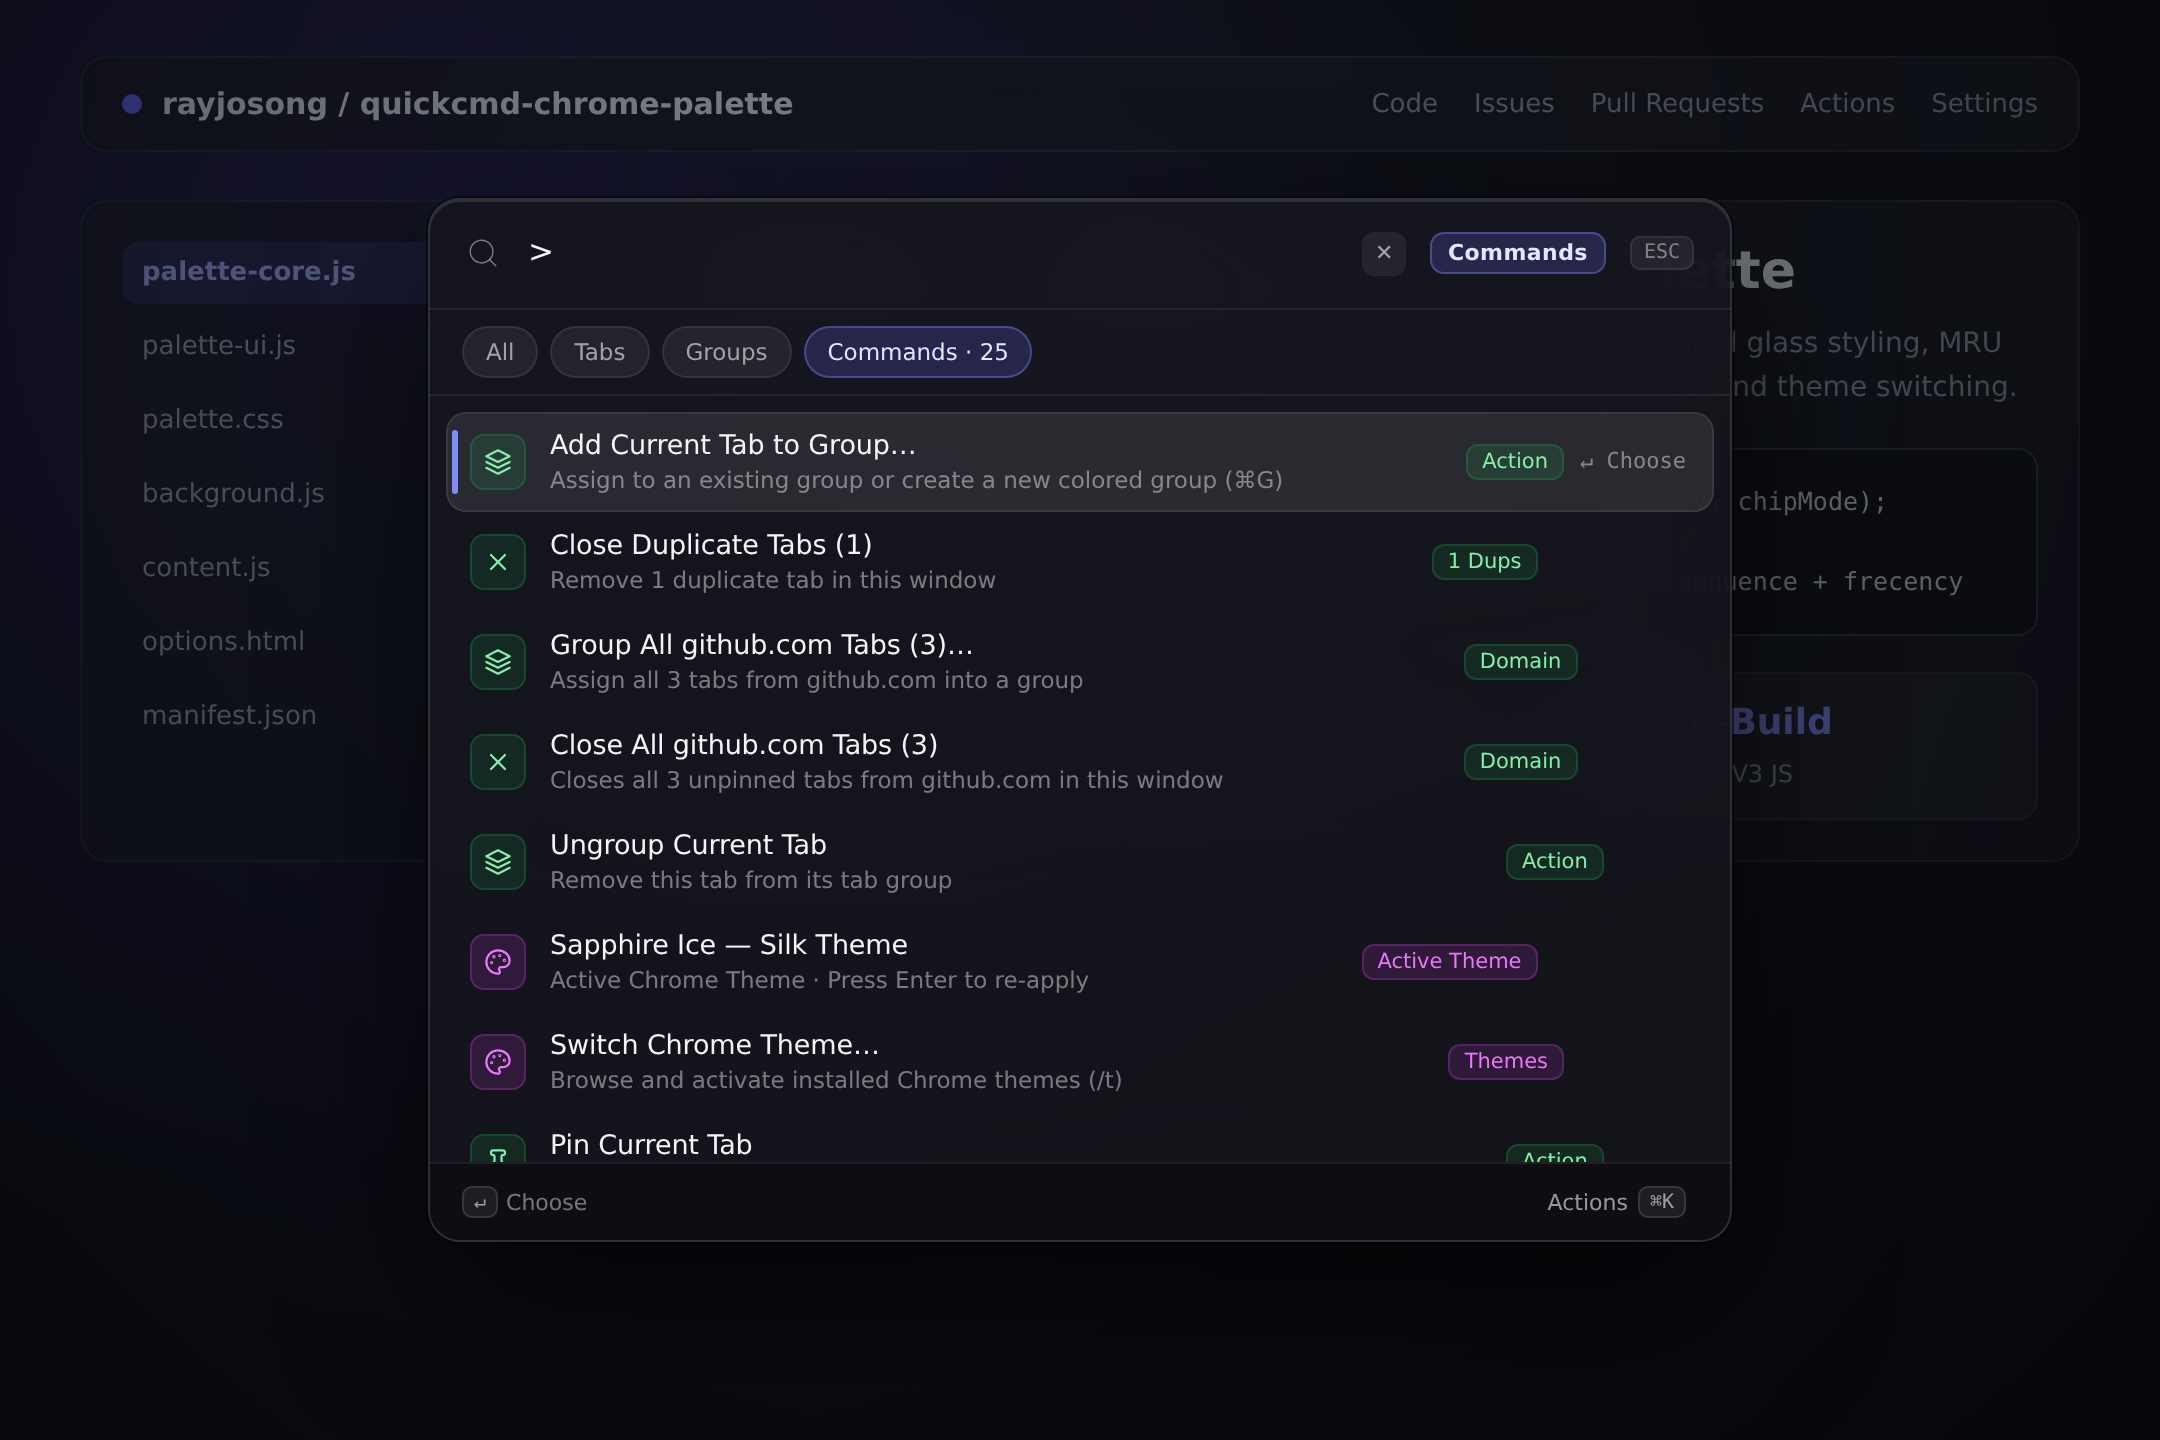 rayjosong / quickcmd-chrome-palette
Code Issues Pull Requests Actions Settings
palette-core.js
palette-ui.js
palette.css
background.js
content.js
options.html
manifest.json
>
✕ Commands ESC
All Tabs Groups Commands · 25
Add Current Tab to Group…
Assign to an existing group or create a new colored group (⌘G)
Action ↵ Choose
Close Duplicate Tabs (1)
Remove 1 duplicate tab in this window
1 Dups
Group All github.com Tabs (3)…
Assign all 3 tabs from github.com into a group
Domain
Close All github.com Tabs (3)
Closes all 3 unpinned tabs from github.com in this window
Domain
Ungroup Current Tab
Remove this tab from its tab group
Action
Sapphire Ice — Silk Theme
Active Chrome Theme · Press Enter to re-apply
Active Theme
Switch Chrome Theme…
Browse and activate installed Chrome themes (/t)
Themes
Pin Current Tab
Action
↵ Choose
Actions ⌘K
glass styling, MRU
and theme switching.
chipMode);
+ frecency
Build
V3 JS